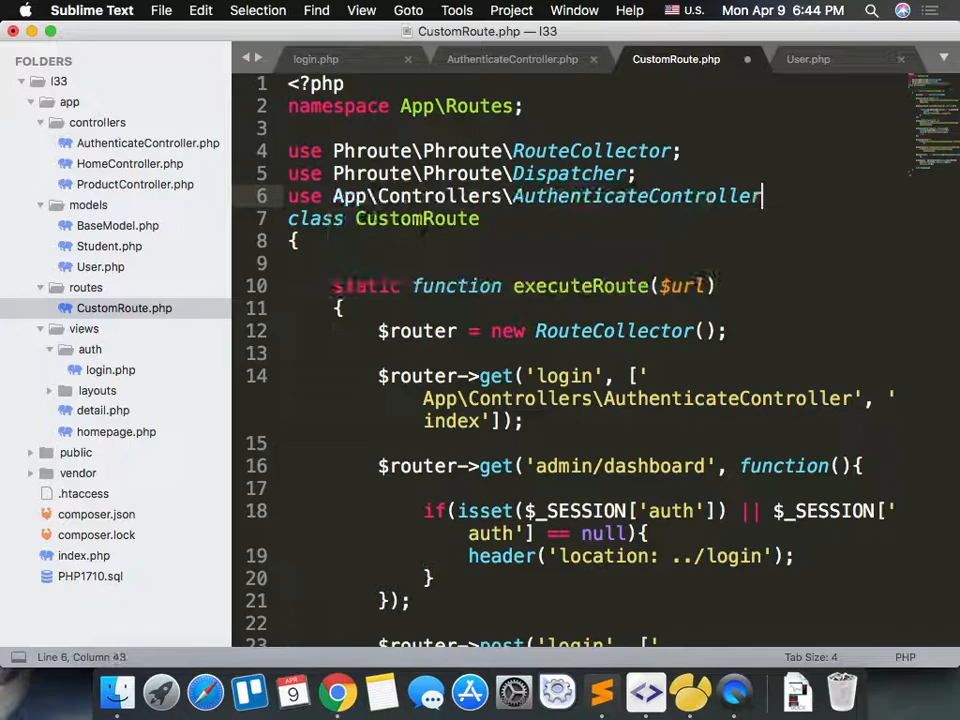 Sublime Text File Edit Selection Find View Goto Tools Project Window Help U.S. Mon Apr 9 6:44 PM
CustomRoute.php — l33
FOLDERS
l33
app
controllers
AuthenticateController.php
HomeController.php
ProductController.php
models
BaseModel.php
Student.php
User.php
routes
CustomRoute.php
views
auth
login.php
layouts
detail.php
homepage.php
public
vendor
.htaccess
composer.json
composer.lock
index.php
PHP1710.sql
login.php AuthenticateController.php CustomRoute.php User.php
1 <?php
2 namespace App\Routes;
3
4 use Phroute\Phroute\RouteCollector;
5 use Phroute\Phroute\Dispatcher;
6 use App\Controllers\AuthenticateController
7 class CustomRoute
8 {
9
10 static function executeRoute($url)
11 {
12 $router = new RouteCollector();
13
14 $router->get('login', ['
App\Controllers\AuthenticateController', '
index']);
15
16 $router->get('admin/dashboard', function(){
17
18 if(isset($_SESSION['auth']) || $_SESSION['
auth'] == null){
19 header('location: ../login');
20 }
21 });
22
23 $router->post('login', ['
Line 6, Column 43 Tab Size: 4 PHP
APR
9